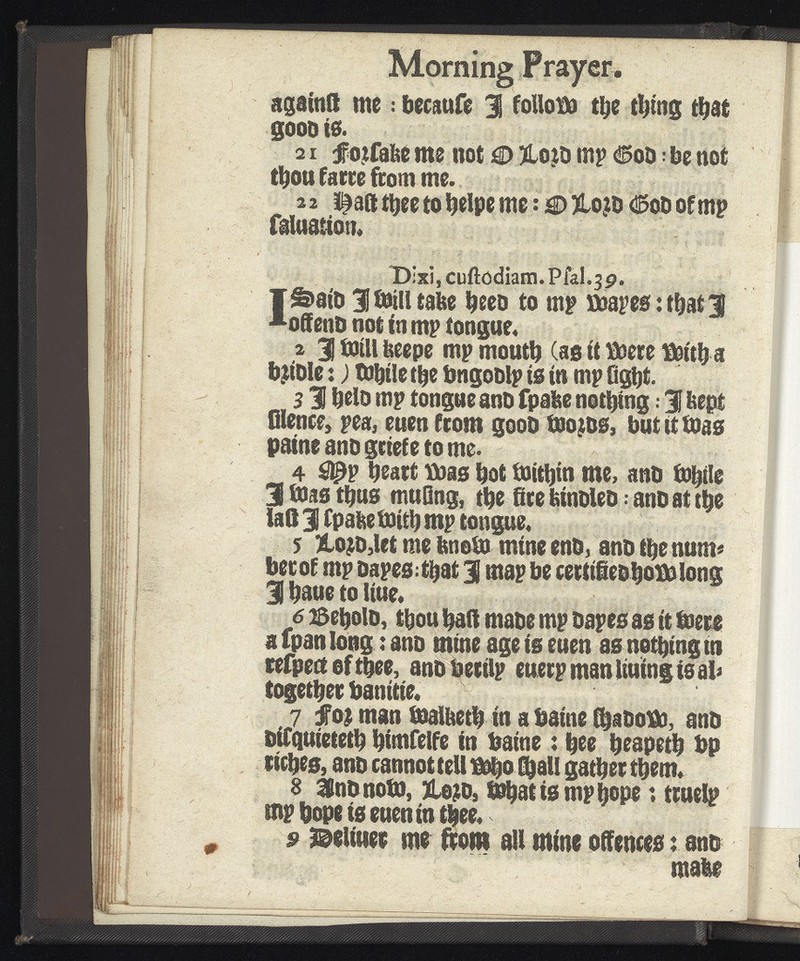 Morning Prayer.
againſt me : becauſe I follow the thing that
good is.
21 Forſake me not O Lord my God : be not
thou farre from me.
22 Haſt thee to helpe me : O Lord God of my
ſaluation.
Dixi, cuſtodiam. Pſal. 39.
I Said I will take heed to my wayes : that I
offend not in my tongue.
2 I will keepe my mouth (as it were with a
bridle : ) while the vngodly is in my ſight.
3 I held my tongue and ſpake nothing : I kept
ſilence, yea, euen from good words, but it was
paine and griefe to me.
4 My heart was hot within me, and while
I was thus muſing, the fire kindled : and at the
laſt I ſpake with my tongue.
5 Lord, let me know mine end, and the num-
ber of my dayes : that I may be certified how long
I haue to liue.
6 Behold, thou haſt made my dayes as it were
a ſpan long : and mine age is euen as nothing in
reſpect of thee, and verily euery man liuing is al-
together vanitie.
7 For man walketh in a vaine ſhadow, and
diſquieteth himſelfe in vaine : hee heapeth vp
riches, and cannot tell who ſhall gather them.
8 And now, Lord, what is my hope : truely
my hope is euen in thee.
9 Deliuer me from all mine offences : and
make